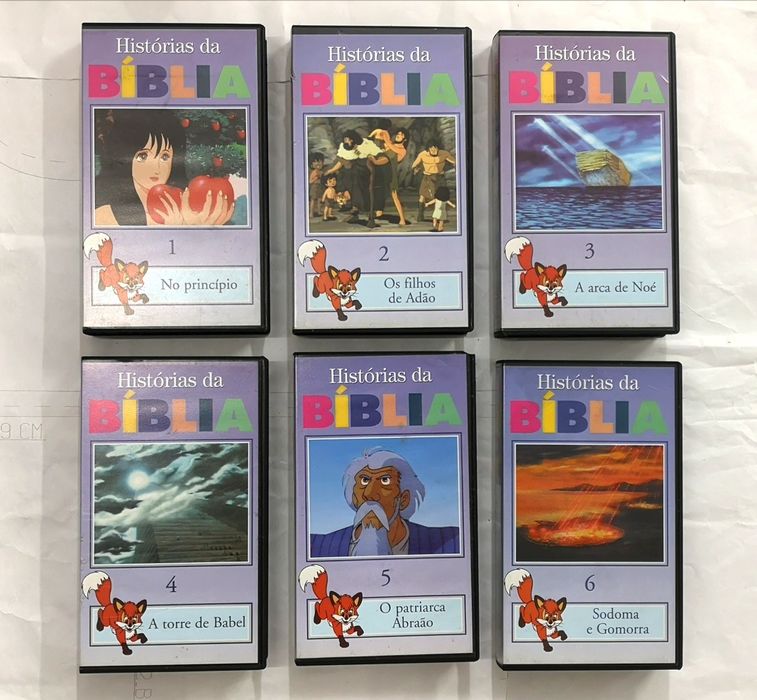 Histórias da
BÍBLIA
1
No princípio
Histórias da
BÍBLIA
2
Os filhos
de Adão
Histórias da
BÍBLIA
3
A arca de Noé
Histórias da
BÍBLIA
4
A torre de Babel
Histórias da
BÍBLIA
5
O patriarca
Abraão
Histórias da
BÍBLIA
6
Sodoma
e Gomorra
9 CM